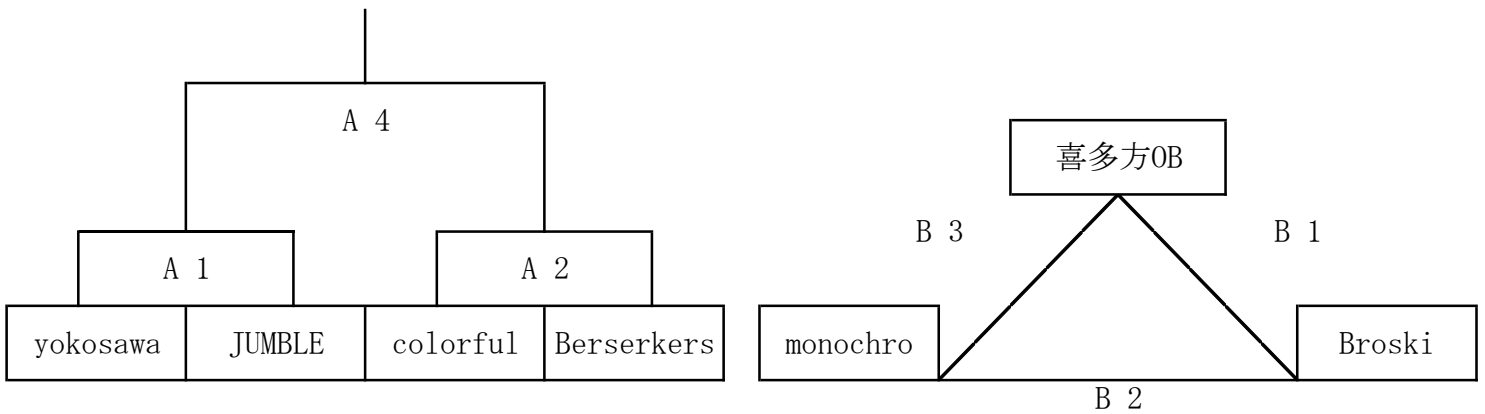 A 4
A 1
A 2
yokosawa JUMBLE colorful Berserkers
喜多方OB
B 3
B 1
monochro
Broski
B 2